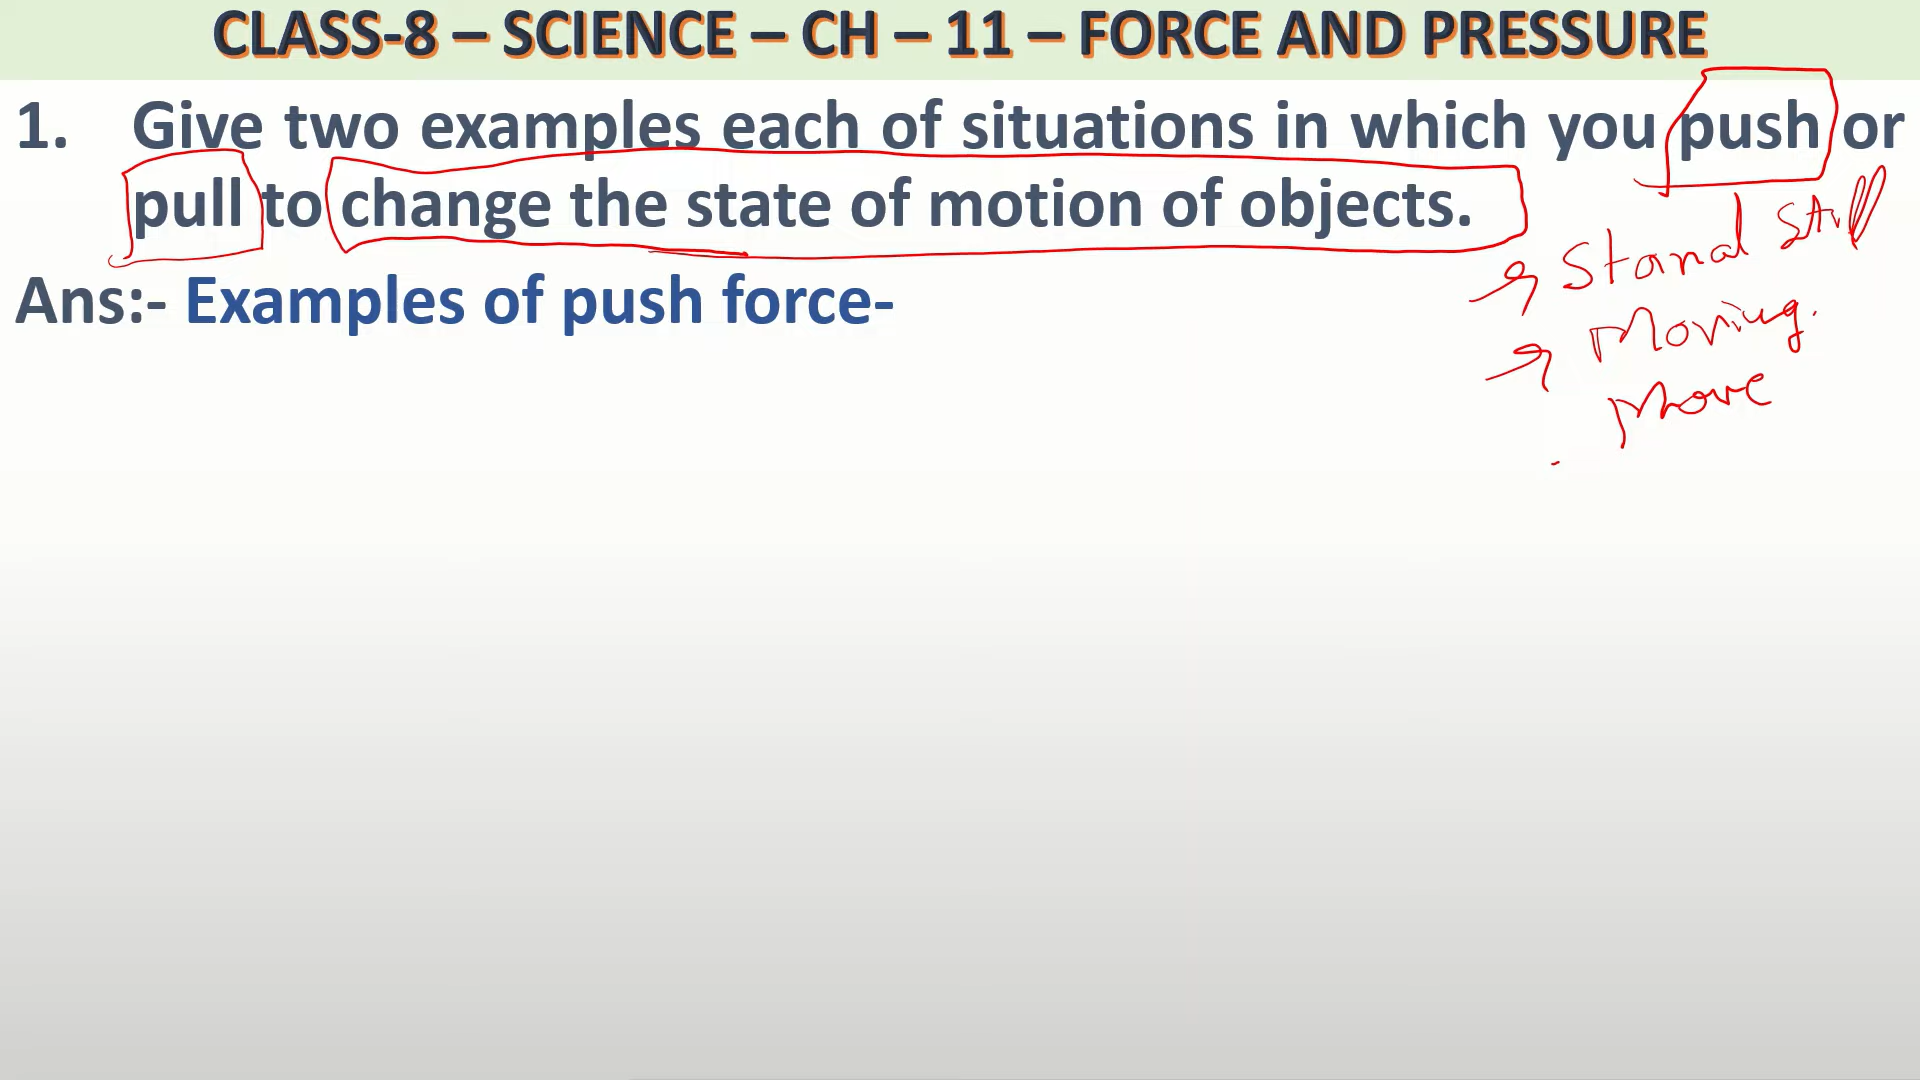 CLASS-8 – SCIENCE – CH – 11 – FORCE AND PRESSURE
1. Give two examples each of situations in which you push or
pull to change the state of motion of objects.
Ans:- Examples of push force-
Stand still
Moving.
Move